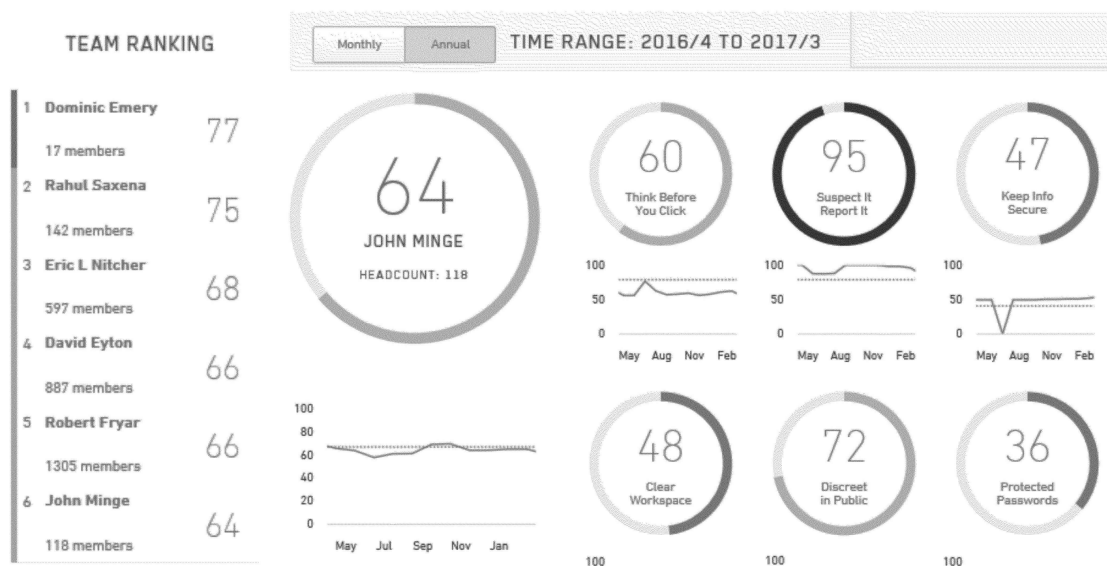 TEAM RANKING
1 Dominic Emery
77
17 members
2 Rahul Saxena
75
142 members
3 Eric L Nitcher
68
597 members
4 David Eyton
66
887 members
5 Robert Fryar
66
1305 members
6 John Minge
64
118 members
Monthly Annual TIME RANGE: 2016/4 TO 2017/3
64
JOHN MINGE
HEADCOUNT: 118
100
80
60
40
20
0
May Jul Sep Nov Jan
60
Think Before
You Click
100
50
0
May Aug Nov Feb
95
Suspect It
Report It
100
50
0
May Aug Nov Feb
47
Keep Info
Secure
100
50
0
May Aug Nov Feb
48
Clear
Workspace
100
72
Discreet
in Public
100
36
Protected
Passwords
100